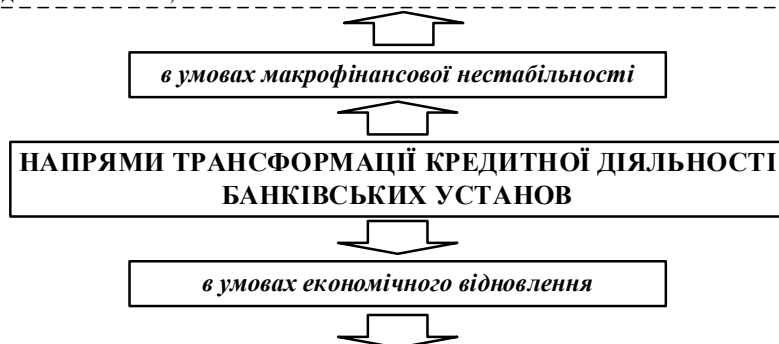 в умовах макрофінансової нестабільності
НАПРЯМИ ТРАНСФОРМАЦІЇ КРЕДИТНОЇ ДІЯЛЬНОСТІ
БАНКІВСЬКИХ УСТАНОВ
в умовах економічного відновлення